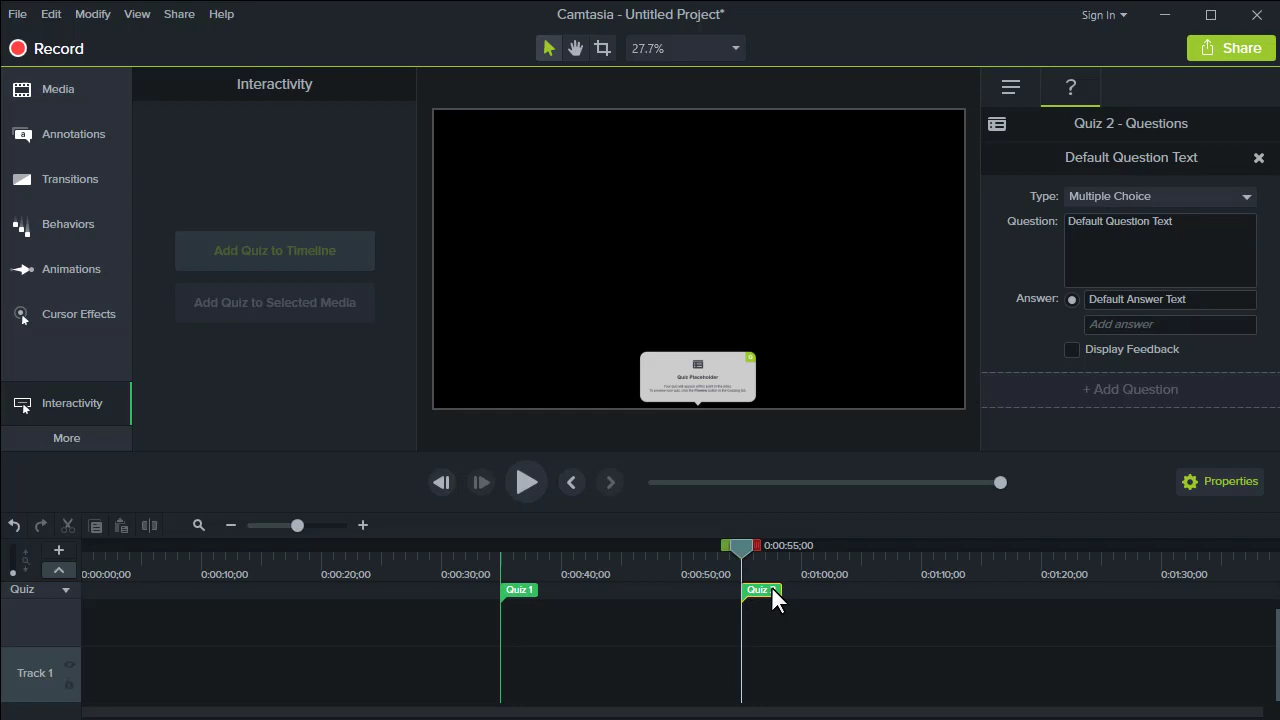 File Edit Modify View Share Help
Camtasia - Untitled Project*
Sign In
Record
27.7%
Share
Media
Annotations
Transitions
Behaviors
Animations
Cursor Effects
Interactivity
More
Interactivity
Add Quiz to Timeline
Add Quiz to Selected Media
Quiz Placeholder
?
Quiz 2 - Questions
Default Question Text
Type: Multiple Choice
Question: Default Question Text
Answer: Default Answer Text
Add answer
Display Feedback
+ Add Question
Properties
0:00:55;00
0:00:00;00 0:00:10;00 0:00:20;00 0:00:30;00 0:00:40;00 0:00:50;00 0:01:00;00 0:01:10;00 0:01:20;00 0:01:30;00
Quiz
Quiz 1
Quiz
Track 1